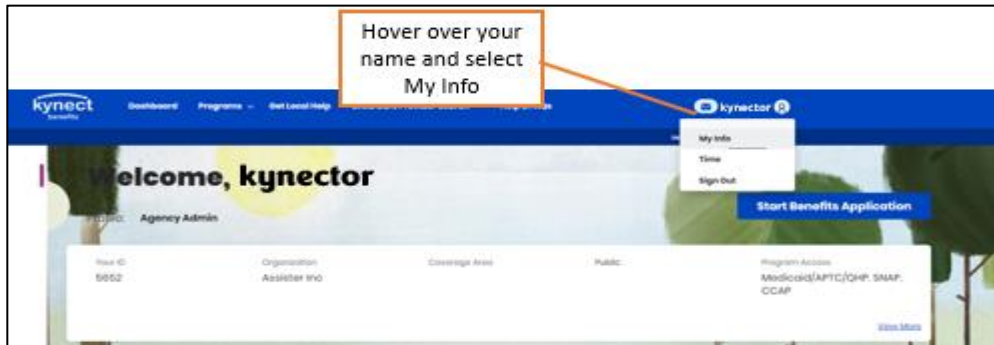 Hover over your
name and select
My Info
kynect
benefits
Dashboard Programs Get Local Help
kynector
My Info
Time
Sign Out
Welcome, kynector
Agency Admin
Start Benefits Application
Your ID
Organization
Coverage Area
Public
Program Access
5652
Assister Inc
Medicaid/APTC/QHP, SNAP,
CCAP
View More